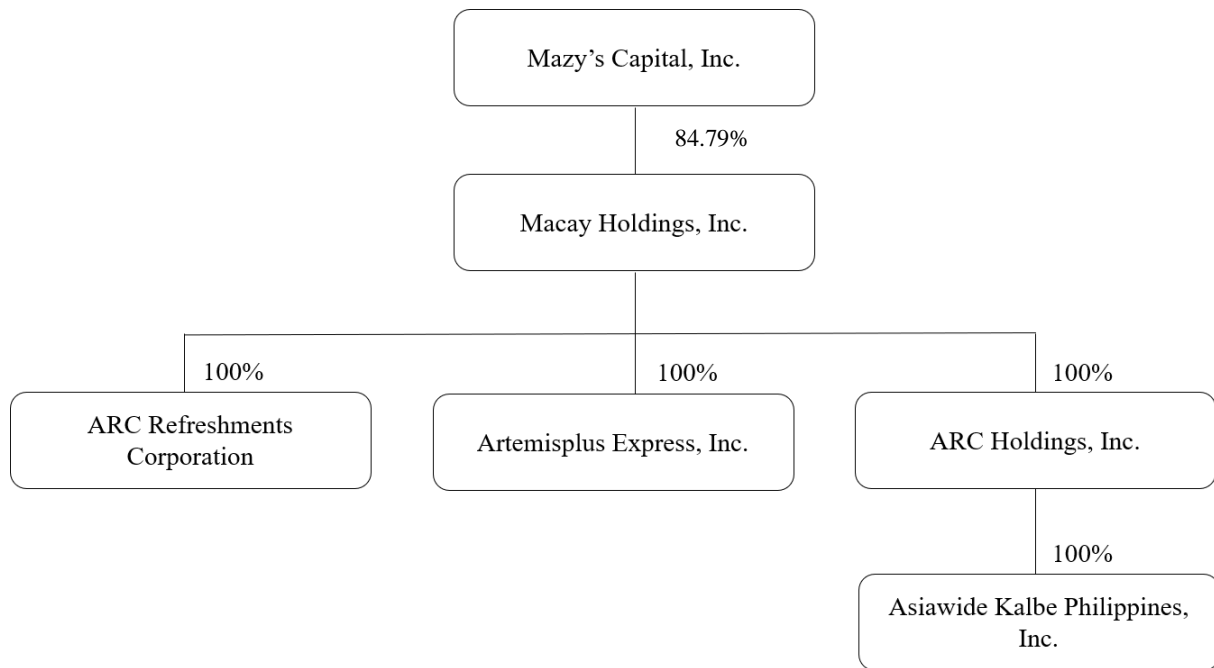 Mazy’s Capital, Inc.
84.79%
Macay Holdings, Inc.
100%
100%
100%
ARC Refreshments
Corporation
Artemisplus Express, Inc.
ARC Holdings, Inc.
100%
Asiawide Kalbe Philippines,
Inc.